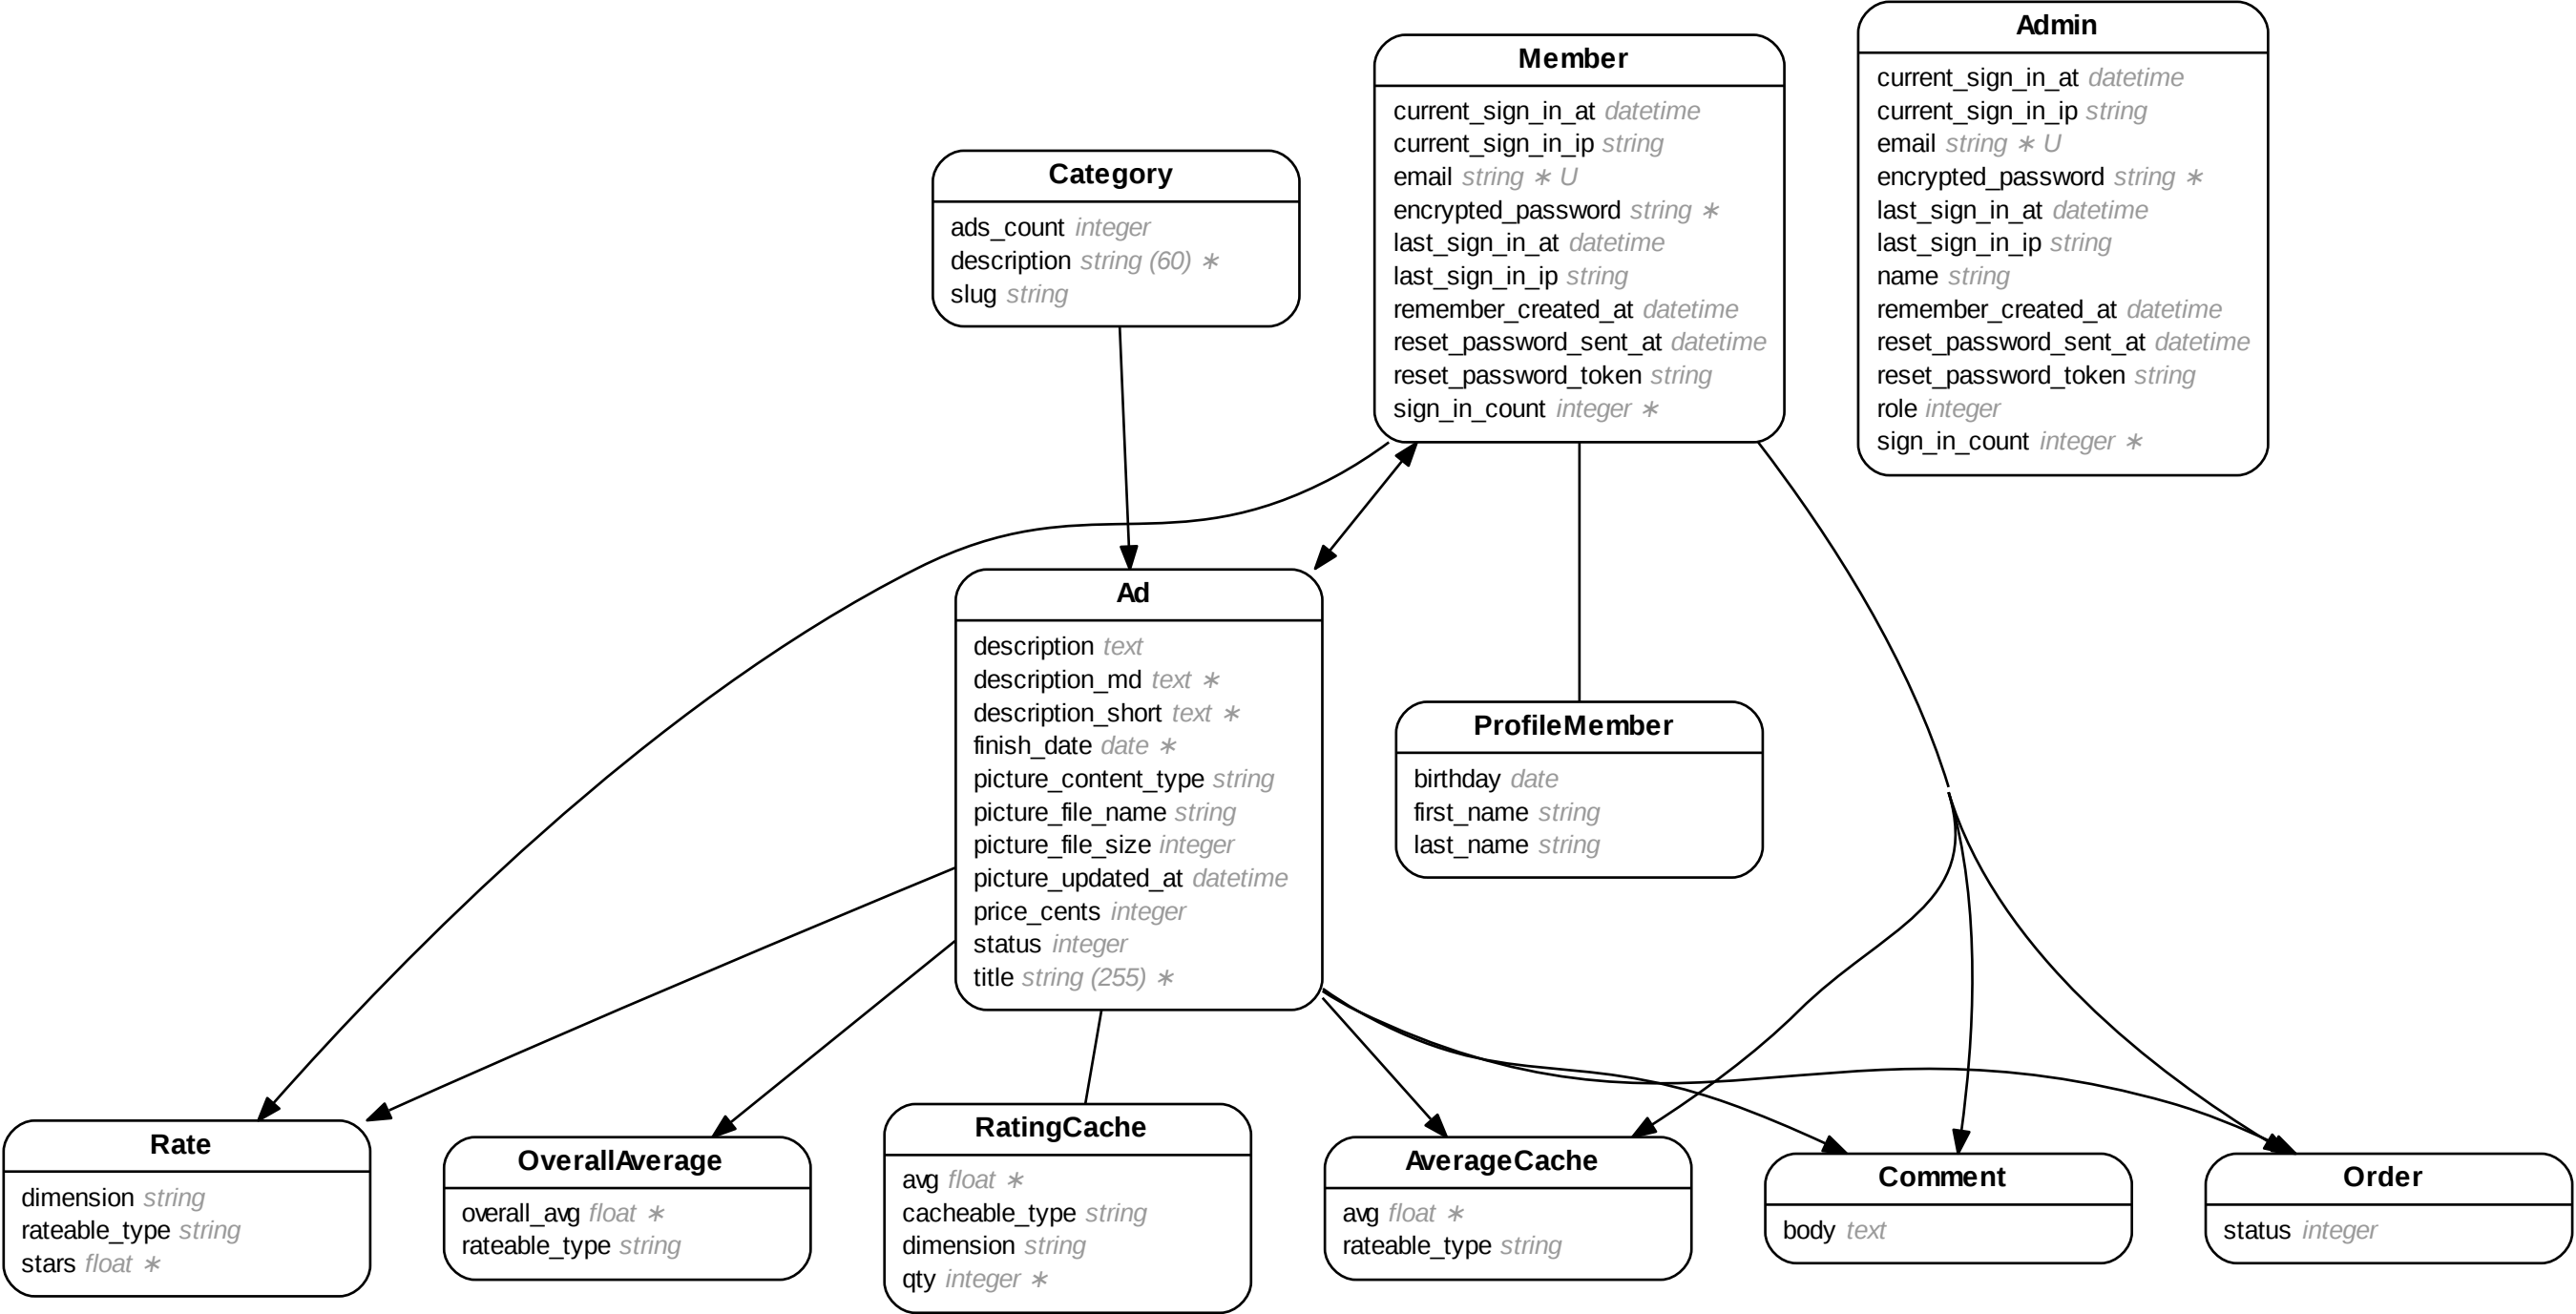 Admin
current_sign_in_at datetime
current_sign_in_ip string
email string ∗ U
encrypted_password string ∗
last_sign_in_at datetime
last_sign_in_ip string
name string
remember_created_at datetime
reset_password_sent_at datetime
reset_password_token string
role integer
sign_in_count integer ∗
Member
current_sign_in_at datetime
current_sign_in_ip string
email string ∗ U
encrypted_password string ∗
last_sign_in_at datetime
last_sign_in_ip string
remember_created_at datetime
reset_password_sent_at datetime
reset_password_token string
sign_in_count integer ∗
Category
ads_count integer
description string (60) ∗
slug string
Ad
description text
description_md text ∗
description_short text ∗
finish_date date ∗
picture_content_type string
picture_file_name string
picture_file_size integer
picture_updated_at datetime
price_cents integer
status integer
title string (255) ∗
ProfileMember
birthday date
first_name string
last_name string
Rate
dimension string
rateable_type string
stars float ∗
OverallAverage
overall_avg float ∗
rateable_type string
RatingCache
avg float ∗
cacheable_type string
dimension string
qty integer ∗
AverageCache
avg float ∗
rateable_type string
Comment
body text
Order
status integer